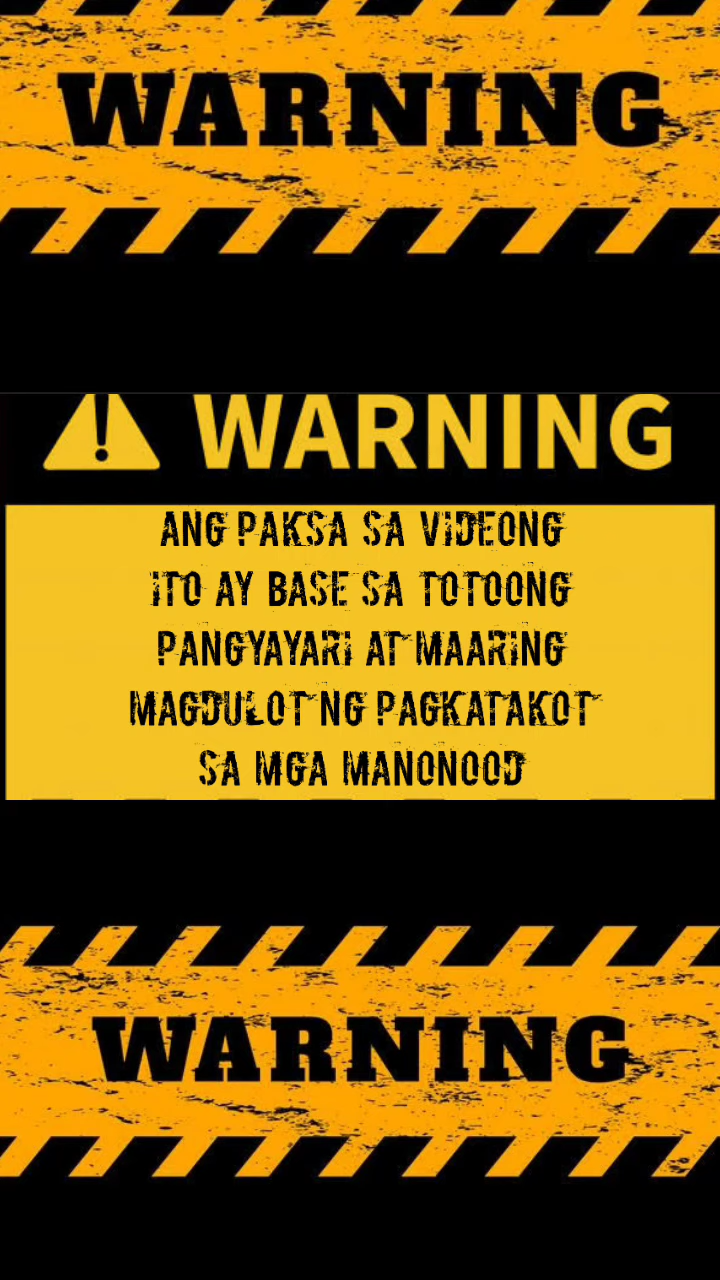 WARNING
WARNING
ANG PAKSA SA VIDEONG
ITO AY BASE SA TOTOONG
PANGYAYARI AT MAARING
MAGDULOT NG PAGKATAKOT
SA MGA MANONOOD
WARNING